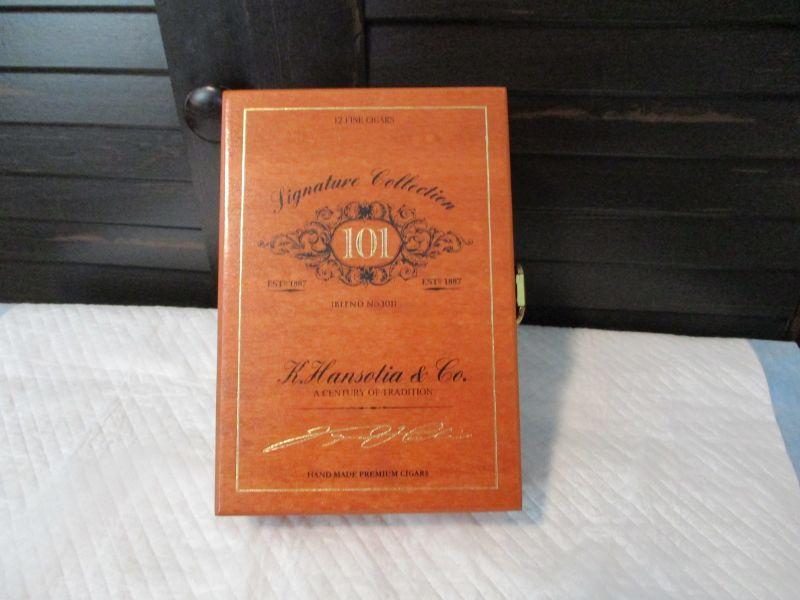 12 FINE CIGARS
Signature Collection
101
ESTD 1887 ESTD 1887
[BLEND No.101]
K.Hansotia & Co.
A CENTURY OF TRADITION
HAND MADE PREMIUM CIGARS